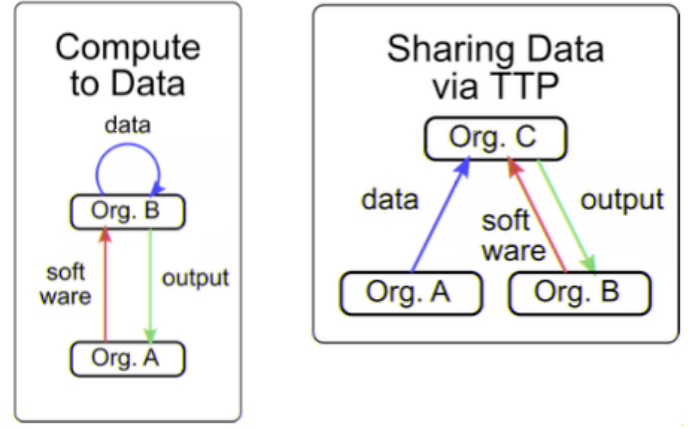 Compute
to Data
data
Org. B
soft
ware
output
Org. A
Sharing Data
via TTP
Org. C
data
soft
ware
output
Org. A
Org. B